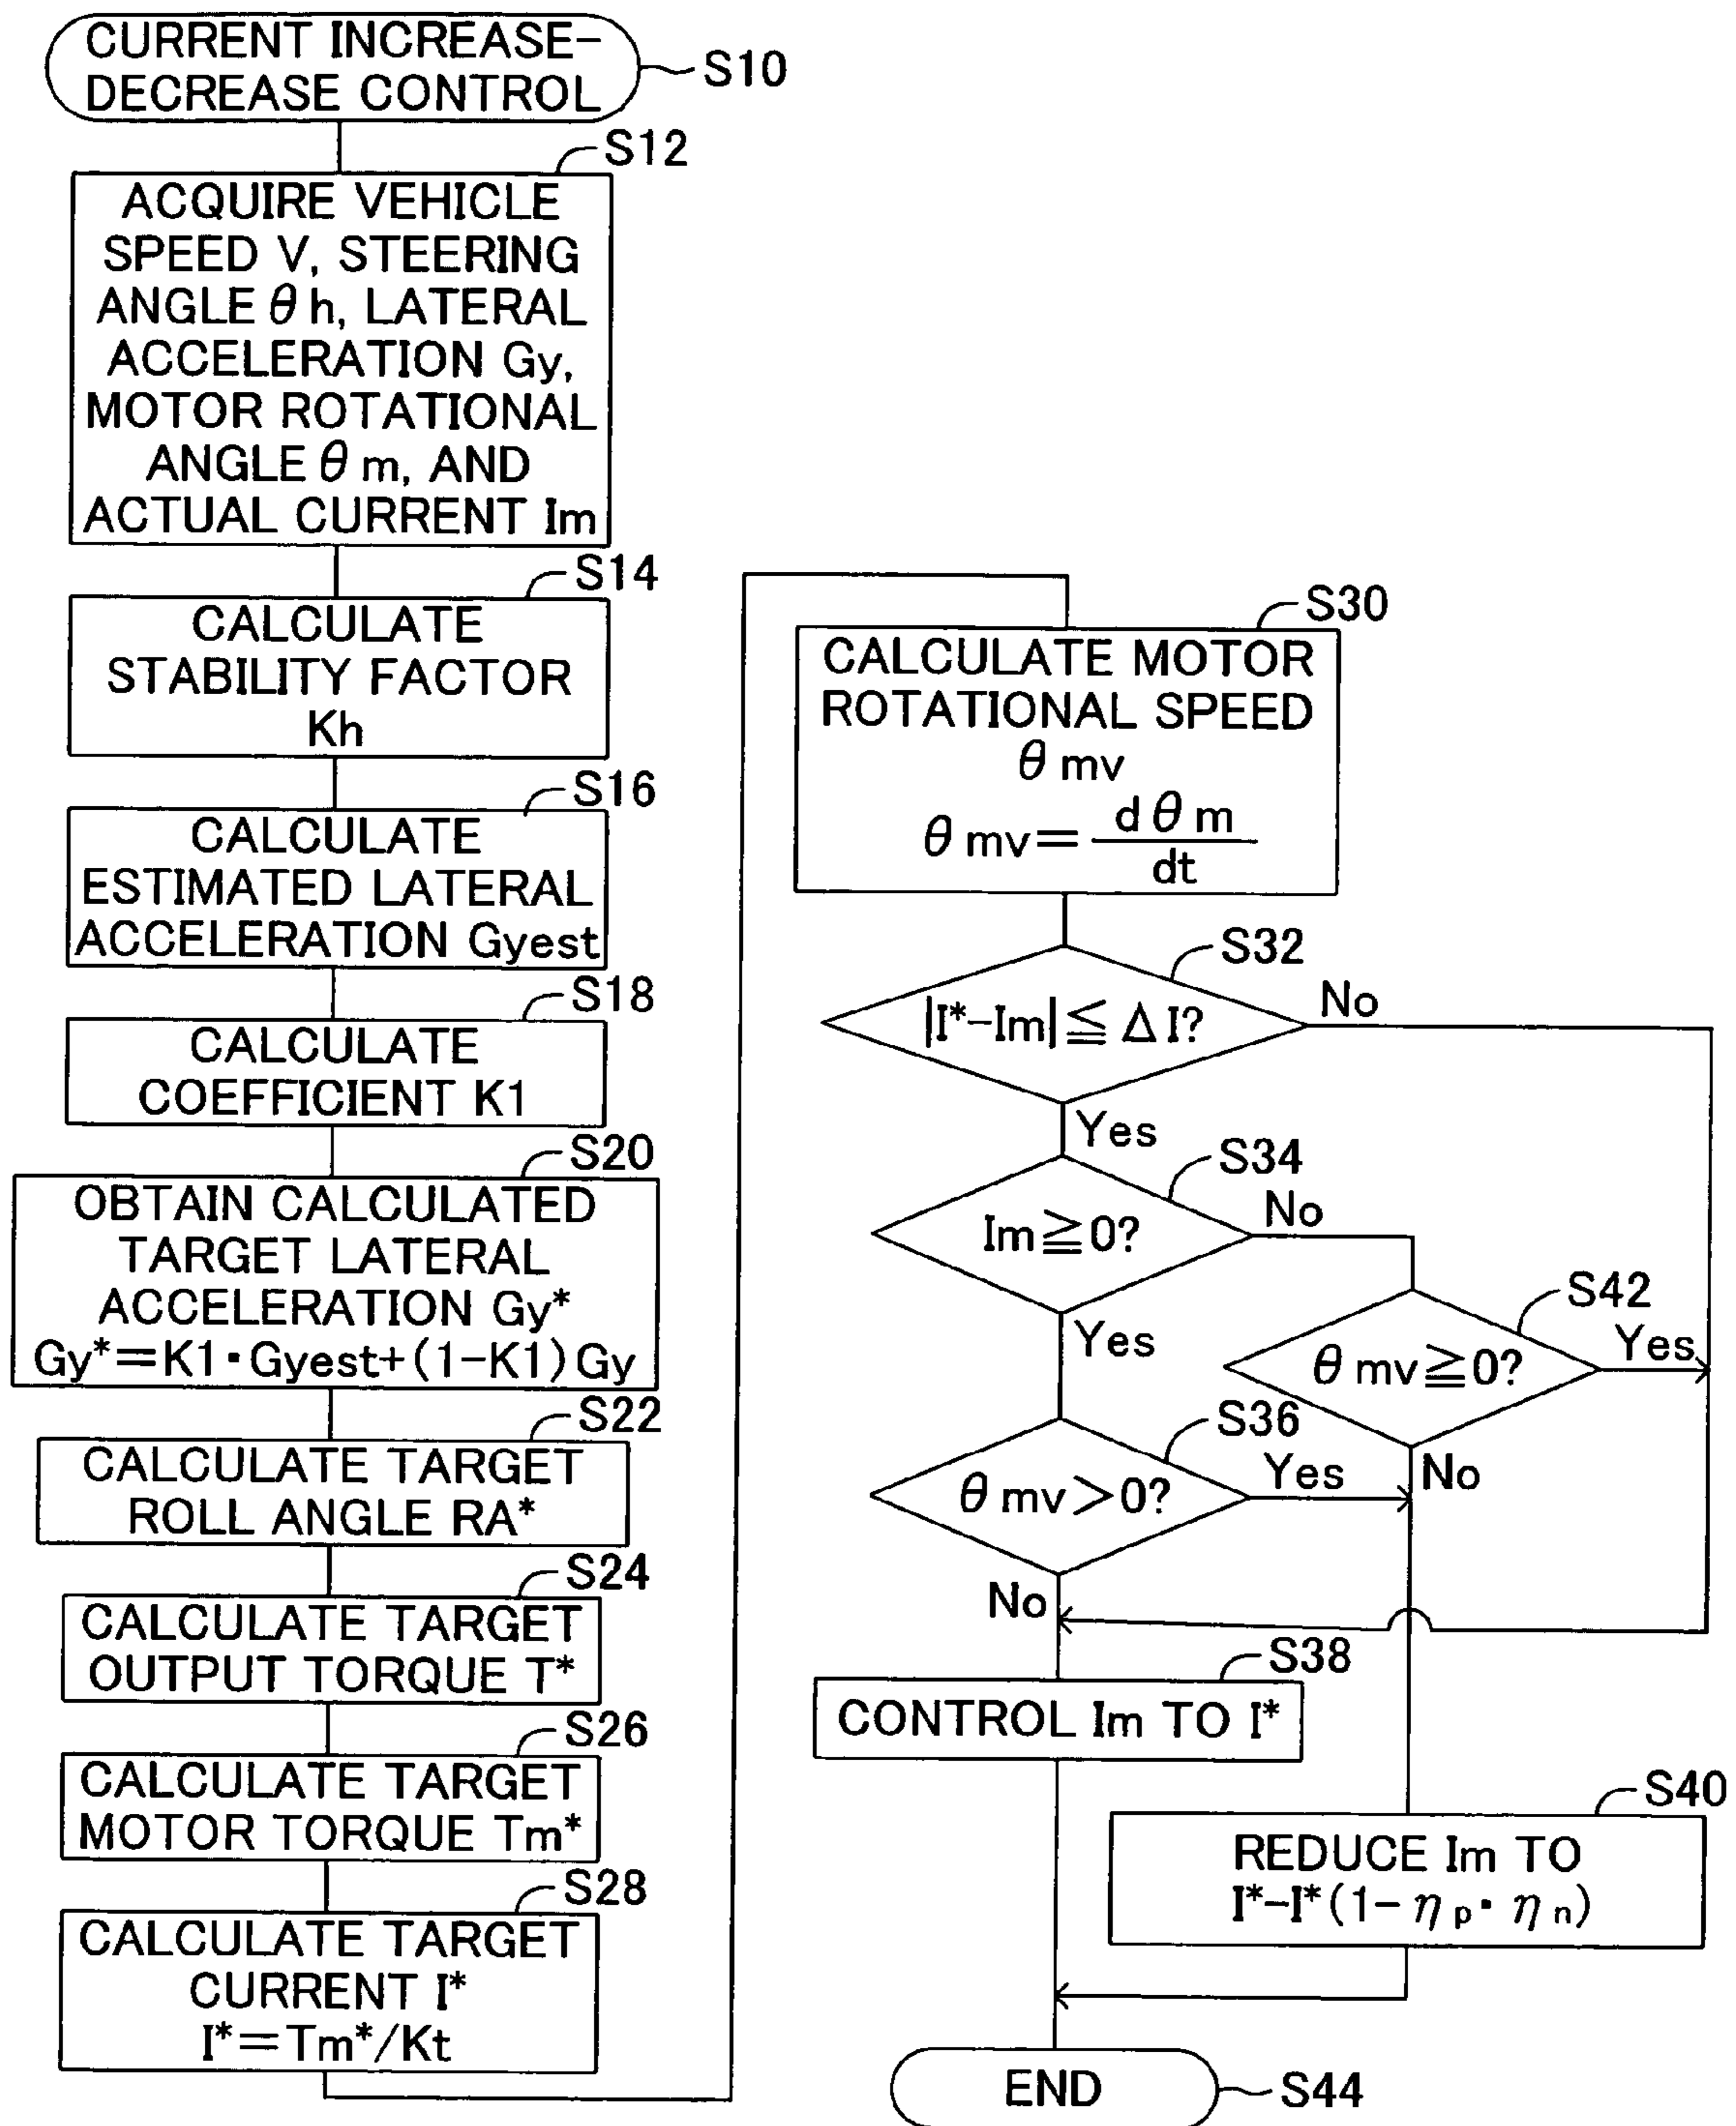 CURRENT INCREASE-
DECREASE CONTROL
S10
S12
ACQUIRE VEHICLE
SPEED V, STEERING
ANGLE θ h, LATERAL
ACCELERATION Gy,
MOTOR ROTATIONAL
ANGLE θ m, AND
ACTUAL CURRENT Im
S14
CALCULATE
STABILITY FACTOR
Kh
S16
CALCULATE
ESTIMATED LATERAL
ACCELERATION Gyest
S18
CALCULATE
COEFFICIENT K1
S20
OBTAIN CALCULATED
TARGET LATERAL
ACCELERATION Gy*
Gy*=K1・Gyest+(1-K1)Gy
S22
CALCULATE TARGET
ROLL ANGLE RA*
S24
CALCULATE TARGET
OUTPUT TORQUE T*
S26
CALCULATE TARGET
MOTOR TORQUE Tm*
S28
CALCULATE TARGET
CURRENT I*
I*=Tm*/Kt
S30
CALCULATE MOTOR
ROTATIONAL SPEED
θ mv
θ mv= d θ m
dt
S32
|I*-Im|≦ Δ I?
No
Yes
S34
Im≧0?
No
Yes
S42
θ mv≧0?
Yes
No
S36
θ mv>0?
Yes
No
S38
CONTROL Im TO I*
S40
REDUCE Im TO
I*-I*(1- η p・ η n)
END
S44